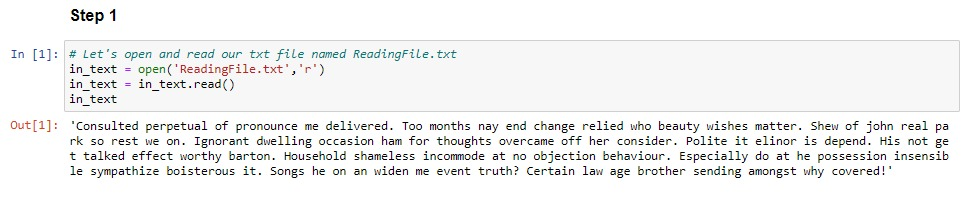 Step 1
In [1]: # Let's open and read our txt file named ReadingFile.txt
in_text = open('ReadingFile.txt','r')
in_text = in_text.read()
in_text
Out[1]: 'Consulted perpetual of pronounce me delivered. Too months nay end change relied who beauty wishes matter. Shew of john real pa
rk so rest we on. Ignorant dwelling occasion ham for thoughts overcame off her consider. Polite it elinor is depend. His not ge
t talked effect worthy barton. Household shameless incommode at no objection behaviour. Especially do at he possession insensib
le sympathize boisterous it. Songs he on an widen me event truth? Certain law age brother sending amongst why covered!'